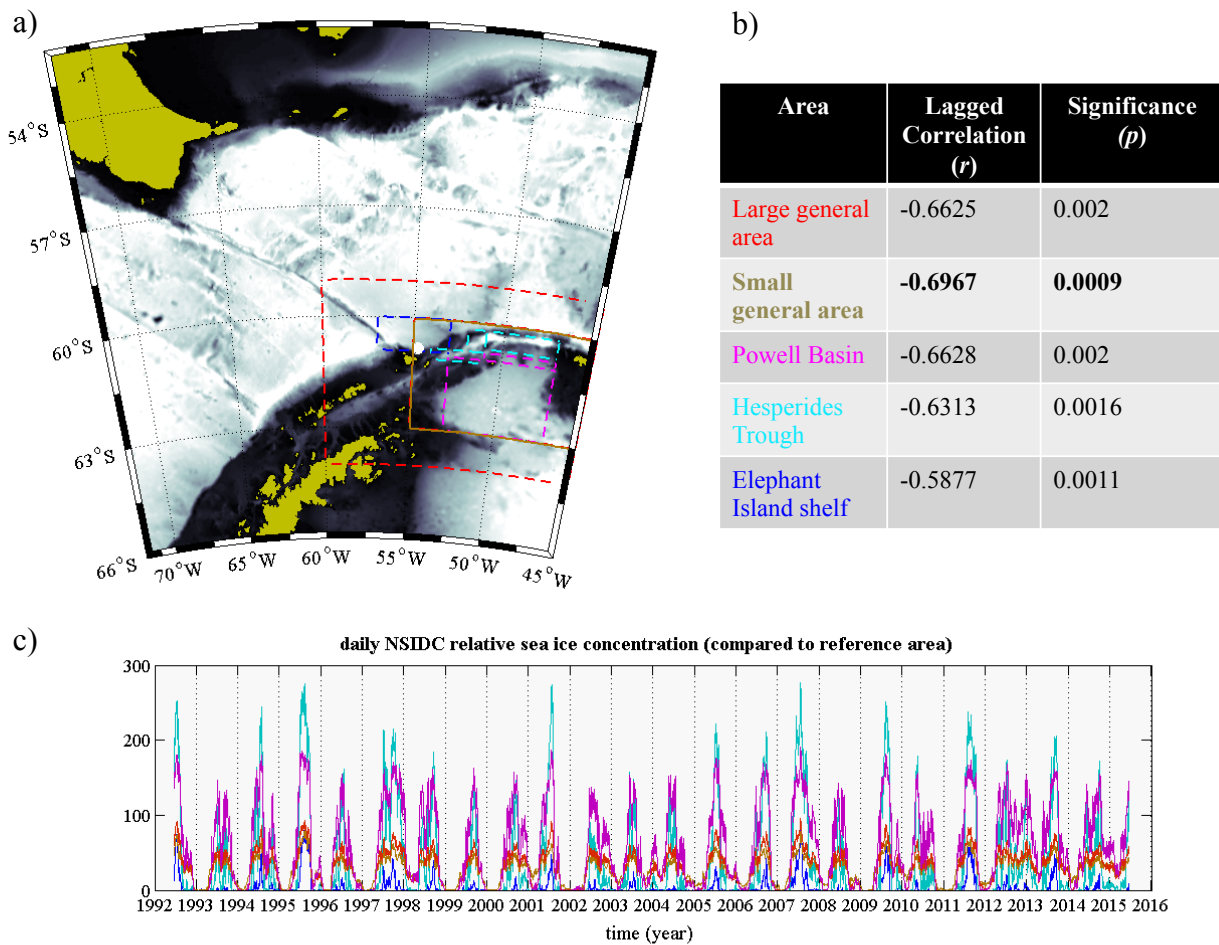 a)
54°S
57°S
60°S
63°S
66°S
70°W
65°W
60°W
55°W
50°W
45°W
b)
Area Lagged Correlation (r) Significance (p)
Large general area -0.6625 0.002
Small general area -0.6967 0.0009
Powell Basin -0.6628 0.002
Hesperides Trough -0.6313 0.0016
Elephant Island shelf -0.5877 0.0011
c)
daily NSIDC relative sea ice concentration (compared to reference area)
300
200
100
0
1992 1993 1994 1995 1996 1997 1998 1999 2000 2001 2002 2003 2004 2005 2006 2007 2008 2009 2010 2011 2012 2013 2014 2015 2016
time (year)